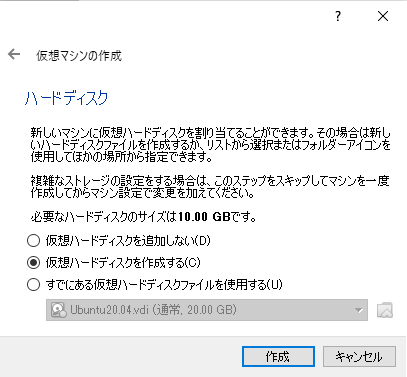 仮想マシンの作成
ハードディスク
新しいマシンに仮想ハードディスクを割り当てることができます。その場合は新し
いハードディスクファイルを作成するか、リストから選択またはフォルダーアイコンを
使用してほかの場所から指定できます。
複雑なストレージの設定をする場合は、このステップをスキップしてマシンを一度
作成してからマシン設定で変更を加えてください。
必要なハードディスクのサイズは10.00 GBです。
仮想ハードディスクを追加しない(D)
仮想ハードディスクを作成する(C)
すでにある仮想ハードディスクファイルを使用する(U)
Ubuntu20.04.vdi (通常, 20.00 GB)
作成
キャンセル